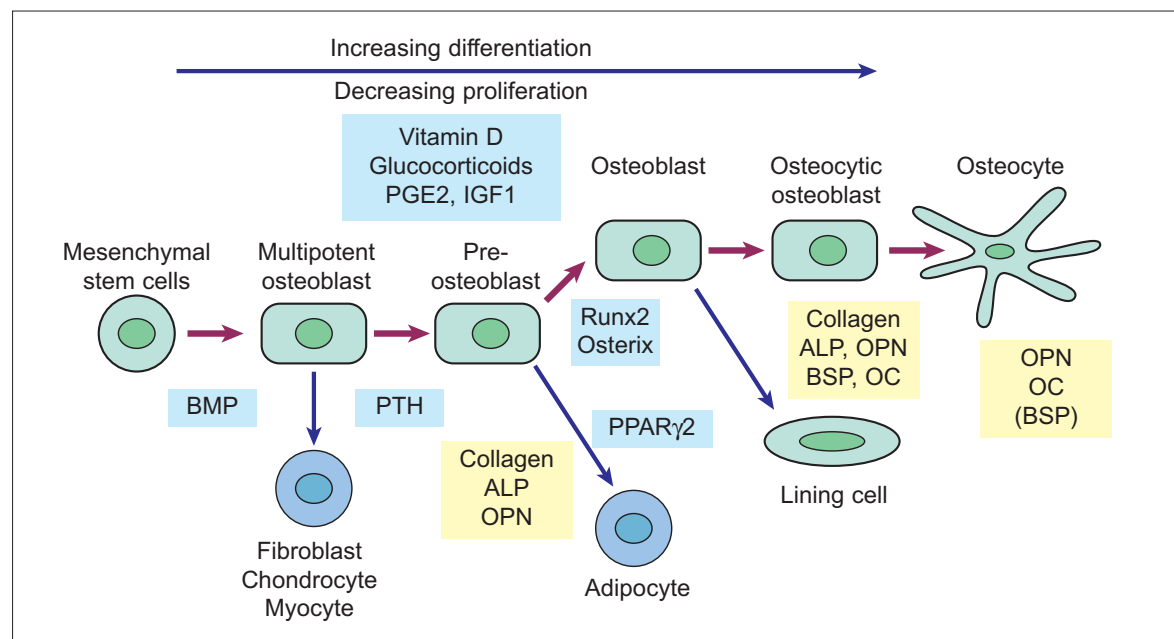 Increasing differentiation
Decreasing proliferation
Vitamin D
Glucocorticoids
PGE2, IGF1
Osteoblast
Osteocytic
osteoblast
Osteocyte
Mesenchymal
stem cells
Multipotent
osteoblast
Pre-
osteoblast
Runx2
Osterix
Collagen
ALP, OPN
BSP, OC
OPN
OC
(BSP)
BMP
PTH
PPARγ2
Collagen
ALP
OPN
Lining cell
Fibroblast
Chondrocyte
Myocyte
Adipocyte